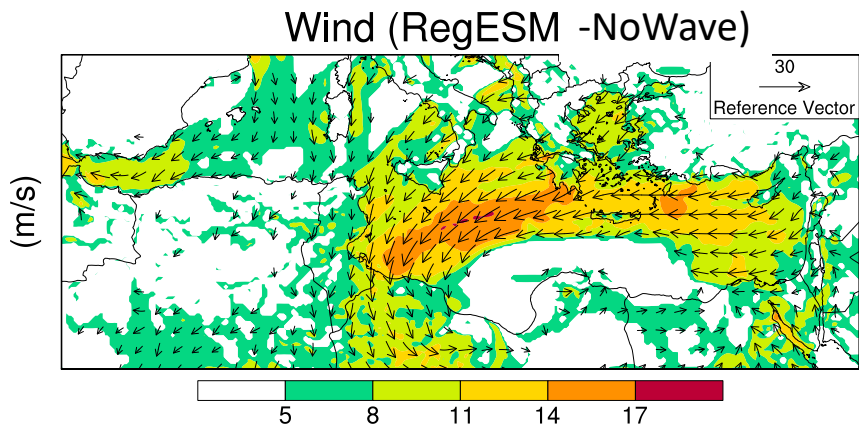 Wind (RegESM -NoWave)
30
Reference Vector
(m/s)
5 8 11 14 17